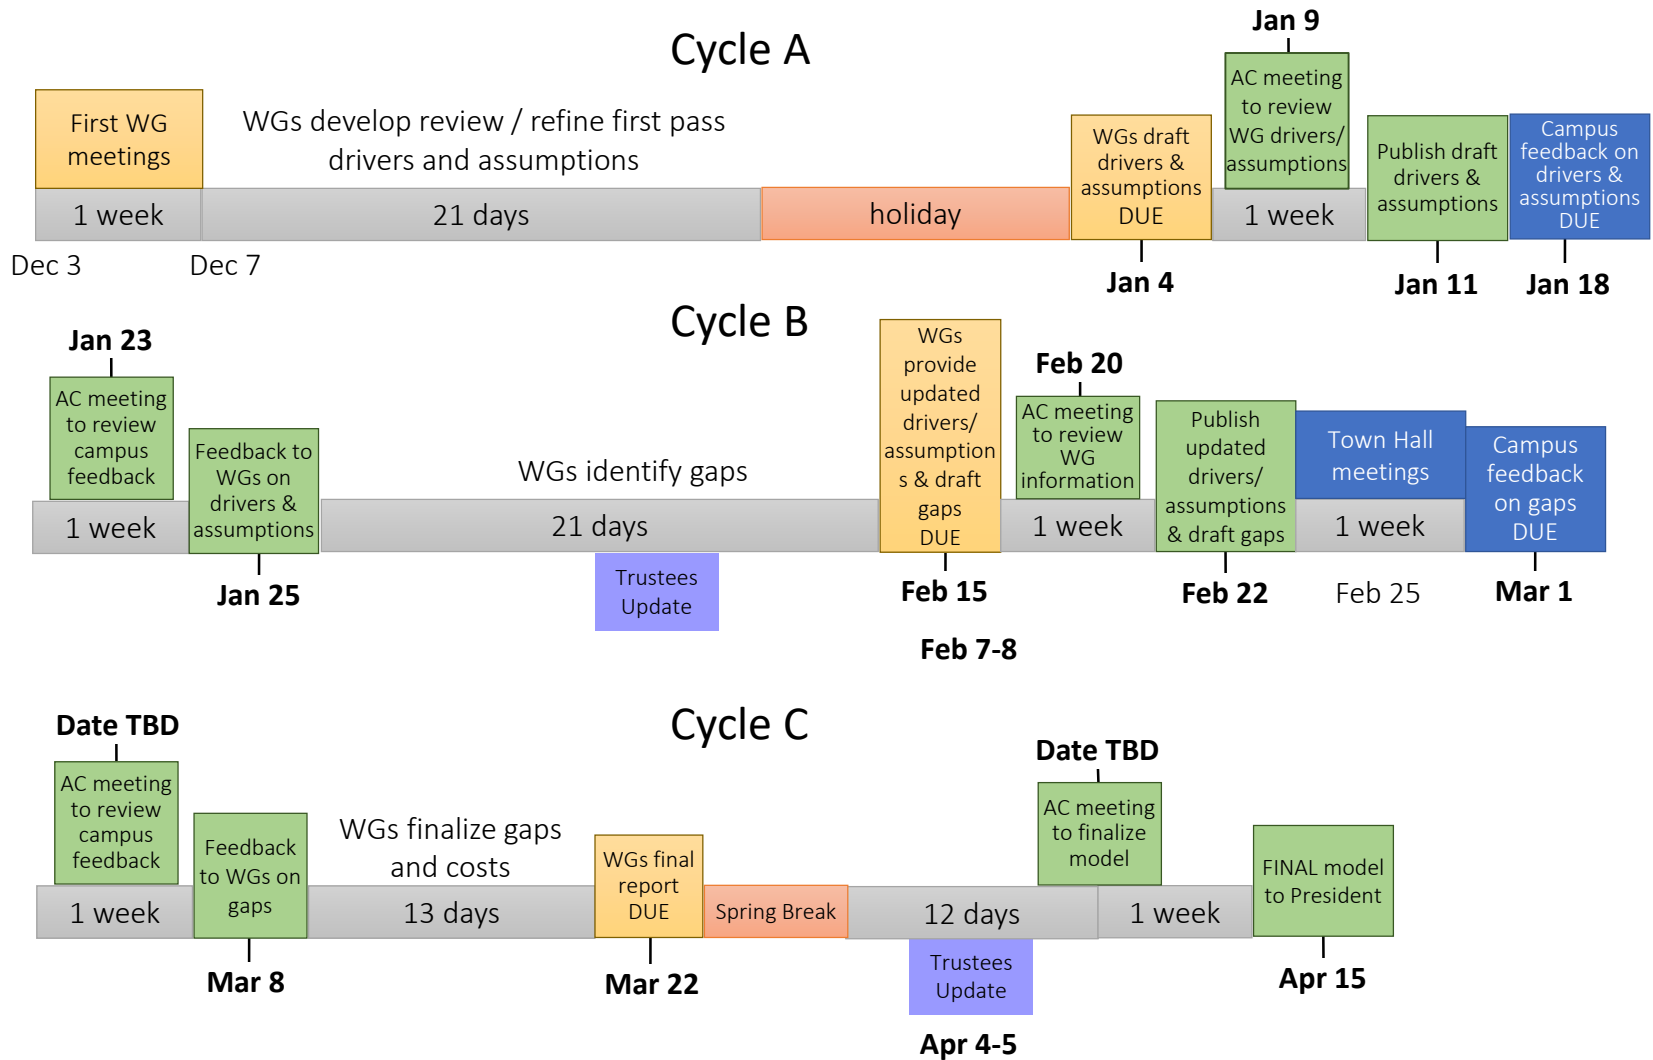 Cycle A
Jan 9
First WG
meetings
WGs develop review / refine first pass
drivers and assumptions
WGs draft
drivers &
assumptions
DUE
AC meeting
to review
WG drivers/
assumptions
Publish draft
drivers &
assumptions
Campus
feedback on
drivers &
assumptions
DUE
1 week
21 days
holiday
1 week
Dec 3
Dec 7
Jan 4
Jan 11
Jan 18
Cycle B
Jan 23
AC meeting
to review
campus
feedback
Feedback to
WGs on
drivers &
assumptions
WGs identify gaps
WGs
provide
updated
drivers/
assumption
s & draft
gaps
DUE
Feb 20
AC meeting
to review
WG
information
Publish
updated
drivers/
assumptions
& draft gaps
Town Hall
meetings
Campus
feedback
on gaps
DUE
1 week
21 days
1 week
1 week
Trustees
Update
Jan 25
Feb 15
Feb 22
Feb 25
Mar 1
Feb 7-8
Cycle C
Date TBD
AC meeting
to review
campus
feedback
Feedback
to WGs on
gaps
WGs finalize gaps
and costs
WGs final
report
DUE
Date TBD
AC meeting
to finalize
model
FINAL model
to President
1 week
13 days
Spring Break
12 days
1 week
Trustees
Update
Mar 8
Mar 22
Apr 15
Apr 4-5